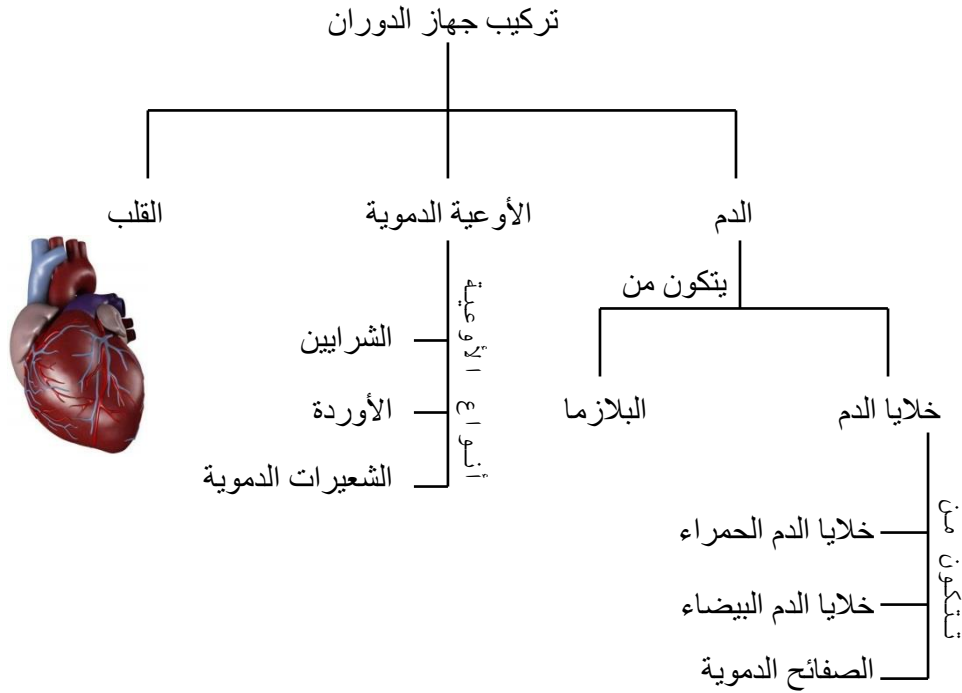 تركيب جهاز الدوران
الدم
الأوعية الدموية
القلب
يتكون من
خلايا الدم
البلازما
تتكون من
خلايا الدم الحمراء
خلايا الدم البيضاء
الصفائح الدموية
أنواع الأوعية
الشرايين
الأوردة
الشعيرات الدموية